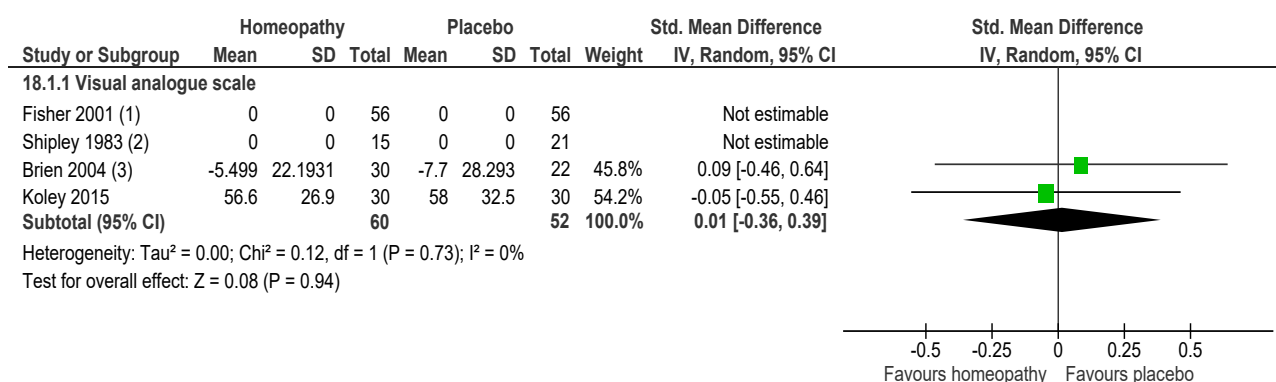 Homeopathy Placebo Std. Mean Difference Std. Mean Difference
Study or Subgroup Mean SD Total Mean SD Total Weight IV, Random, 95% CI IV, Random, 95% CI
18.1.1 Visual analogue scale
Fisher 2001 (1) 0 0 56 0 0 56 Not estimable
Shipley 1983 (2) 0 0 15 0 0 21 Not estimable
Brien 2004 (3) -5.499 22.1931 30 -7.7 28.293 22 45.8% 0.09 [-0.46, 0.64]
Koley 2015 56.6 26.9 30 58 32.5 30 54.2% -0.05 [-0.55, 0.46]
Subtotal (95% CI) 60 52 100.0% 0.01 [-0.36, 0.39]
Heterogeneity: Tau² = 0.00; Chi² = 0.12, df = 1 (P = 0.73); I² = 0%
Test for overall effect: Z = 0.08 (P = 0.94)
-0.5 -0.25 0 0.25 0.5
Favours homeopathy Favours placebo